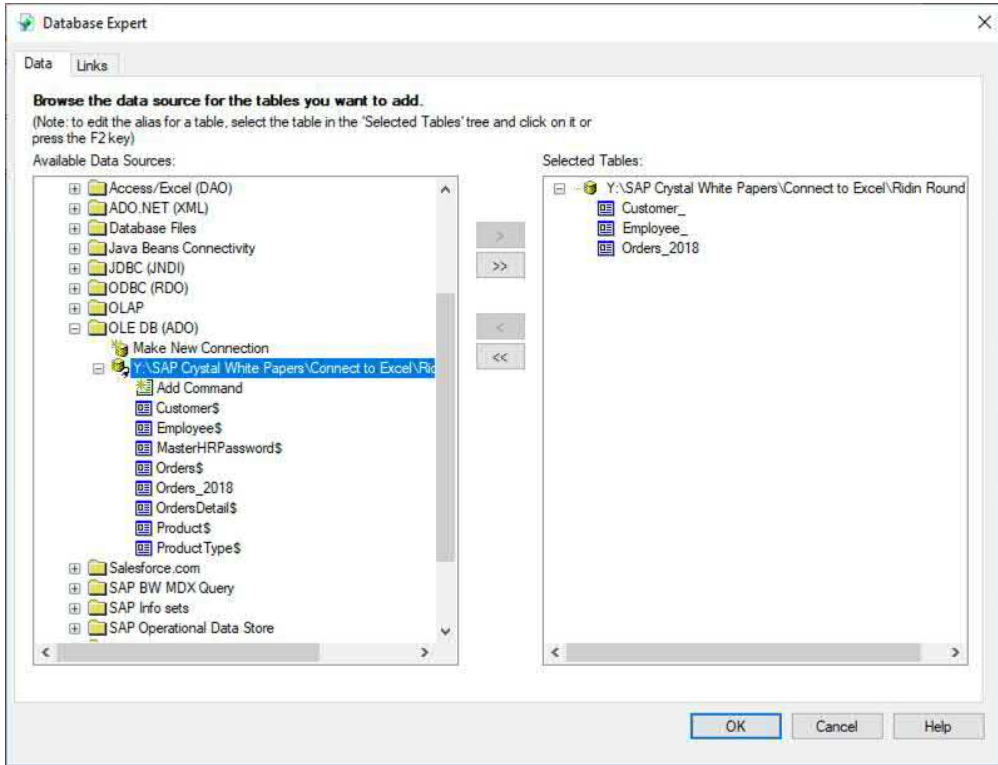 Database Expert
Data
Links
Browse the data source for the tables you want to add.
(Note: to edit the alias for a table, select the table in the 'Selected Tables' tree and click on it or
press the F2 key)
Available Data Sources:
Access/Excel (DAO)
ADO.NET (XML)
Database Files
Java Beans Connectivity
JDBC (JNDI)
ODBC (RDO)
OLAP
OLE DB (ADO)
Make New Connection
Y:\SAP Crystal White Papers\Connect to Excel\Rid
Add Command
Customer$
Employee$
MasterHRPassword$
Orders$
Orders_2018
OrdersDetail$
Product$
ProductType$
Salesforce.com
SAP BW MDX Query
SAP Info sets
SAP Operational Data Store
>
>>
<
<<
Selected Tables:
Y:\SAP Crystal White Papers\Connect to Excel\Ridin Round
Customer_
Employee_
Orders_2018
OK
Cancel
Help